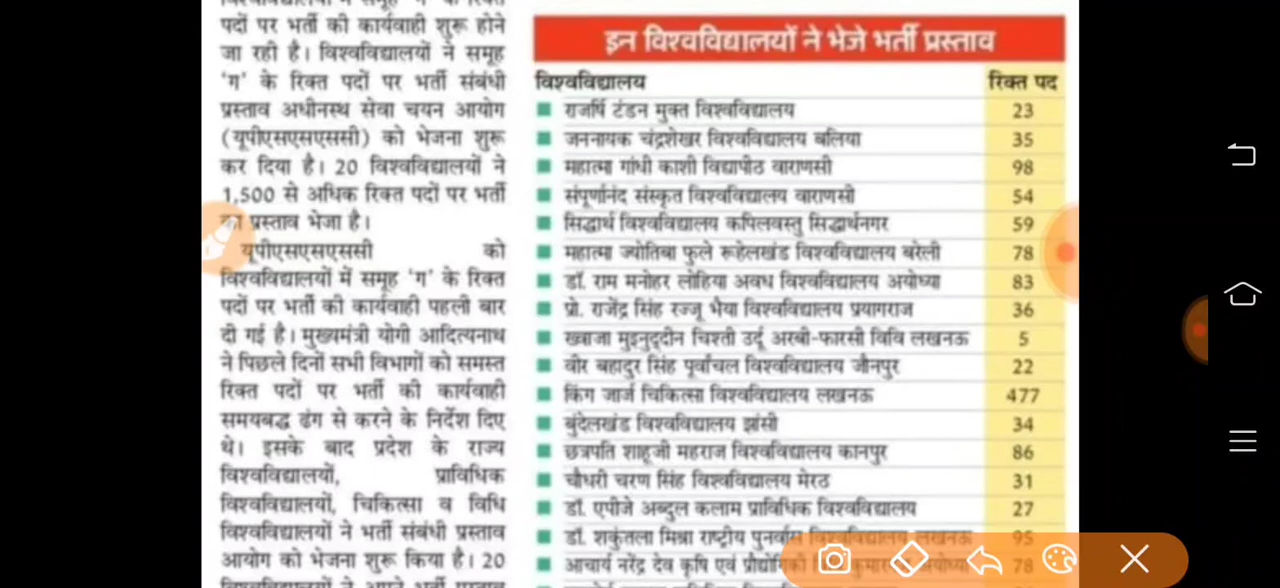 पदों पर भर्ती की कार्यवाही शुरू होने
जा रही है। विश्वविद्यालयों ने समूह
'ग' के रिक्त पदों पर भर्ती संबंधी
प्रस्ताव अधीनस्थ सेवा चयन आयोग
(यूपीएसएसएससी) को भेजना शुरू
कर दिया है। 20 विश्वविद्यालयों ने
1,500 से अधिक रिक्त पदों पर भर्ती
का प्रस्ताव भेजा है।
यूपीएसएसएससी को
विश्वविद्यालयों में समूह 'ग' के रिक्त
पदों पर भर्ती की कार्यवाही पहली बार
दी गई है। मुख्यमंत्री योगी आदित्यनाथ
ने पिछले दिनों सभी विभागों को समस्त
रिक्त पदों पर भर्ती की कार्यवाही
समयबद्ध ढंग से करने के निर्देश दिए
थे। इसके बाद प्रदेश के राज्य
विश्वविद्यालयों, प्राविधिक
विश्वविद्यालयों, चिकित्सा व विधि
विश्वविद्यालयों ने भर्ती संबंधी प्रस्ताव
आयोग को भेजना शुरू किया है। 20
इन विश्वविद्यालयों ने भेजे भर्ती प्रस्ताव
विश्वविद्यालय रिक्त पद
राजर्षि टंडन मुक्त विश्वविद्यालय 23
जननायक चंद्रशेखर विश्वविद्यालय बलिया 35
महात्मा गांधी काशी विद्यापीठ वाराणसी 98
संपूर्णानंद संस्कृत विश्वविद्यालय वाराणसी 54
सिद्धार्थ विश्वविद्यालय कपिलवस्तु सिद्धार्थनगर 59
महात्मा ज्योतिबा फुले रूहेलखंड विश्वविद्यालय बरेली 78
डॉ. राम मनोहर लोहिया अवध विश्वविद्यालय अयोध्या 83
प्रो. राजेंद्र सिंह रज्जू भैया विश्वविद्यालय प्रयागराज 36
ख्वाजा मुइनुद्दीन चिश्ती उर्दू अरबी-फारसी विवि लखनऊ 5
वीर बहादुर सिंह पूर्वांचल विश्वविद्यालय जौनपुर 22
किंग जार्ज चिकित्सा विश्वविद्यालय लखनऊ 477
बुंदेलखंड विश्वविद्यालय झांसी 34
छत्रपति शाहूजी महराज विश्वविद्यालय कानपुर 86
चौधरी चरण सिंह विश्वविद्यालय मेरठ 31
डॉ. एपीजे अब्दुल कलाम प्राविधिक विश्वविद्यालय 27
डॉ. शकुंतला मिश्रा राष्ट्रीय पुनर्वास विश्वविद्यालय लखनऊ 95
आचार्य नरेंद्र देव कृषि एवं 78